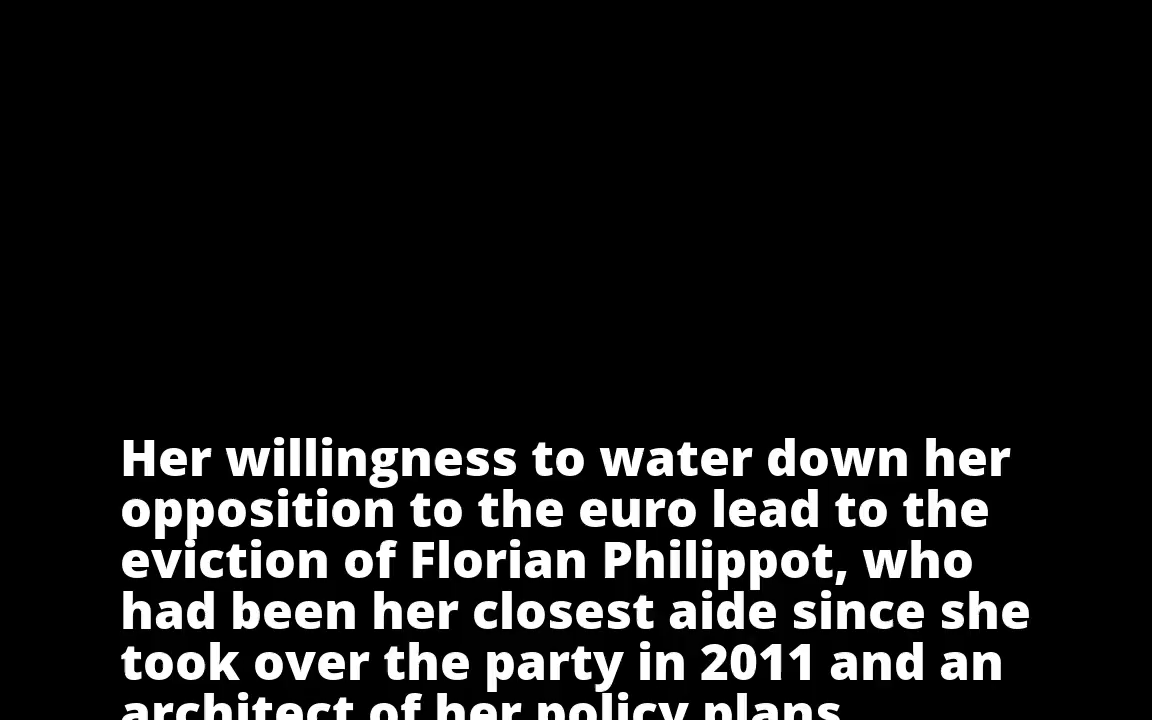 Her willingness to water down her
opposition to the euro lead to the
eviction of Florian Philippot, who
had been her closest aide since she
took over the party in 2011 and an
architect of her policy plans